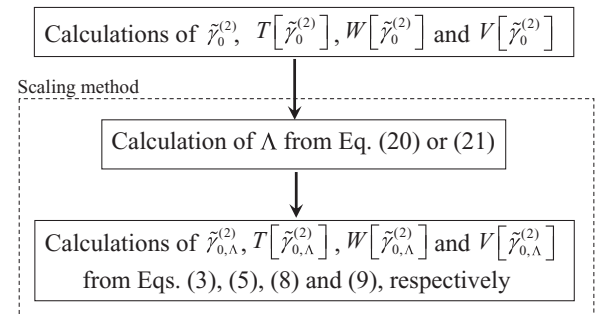 Calculations of γ̃₀⁽²⁾, T[γ̃₀⁽²⁾], W[γ̃₀⁽²⁾] and V[γ̃₀⁽²⁾]
Scaling method
Calculation of Λ from Eq. (20) or (21)
Calculations of γ̃₀,Λ⁽²⁾, T[γ̃₀,Λ⁽²⁾], W[γ̃₀,Λ⁽²⁾] and V[γ̃₀,Λ⁽²⁾]
from Eqs. (3), (5), (8) and (9), respectively